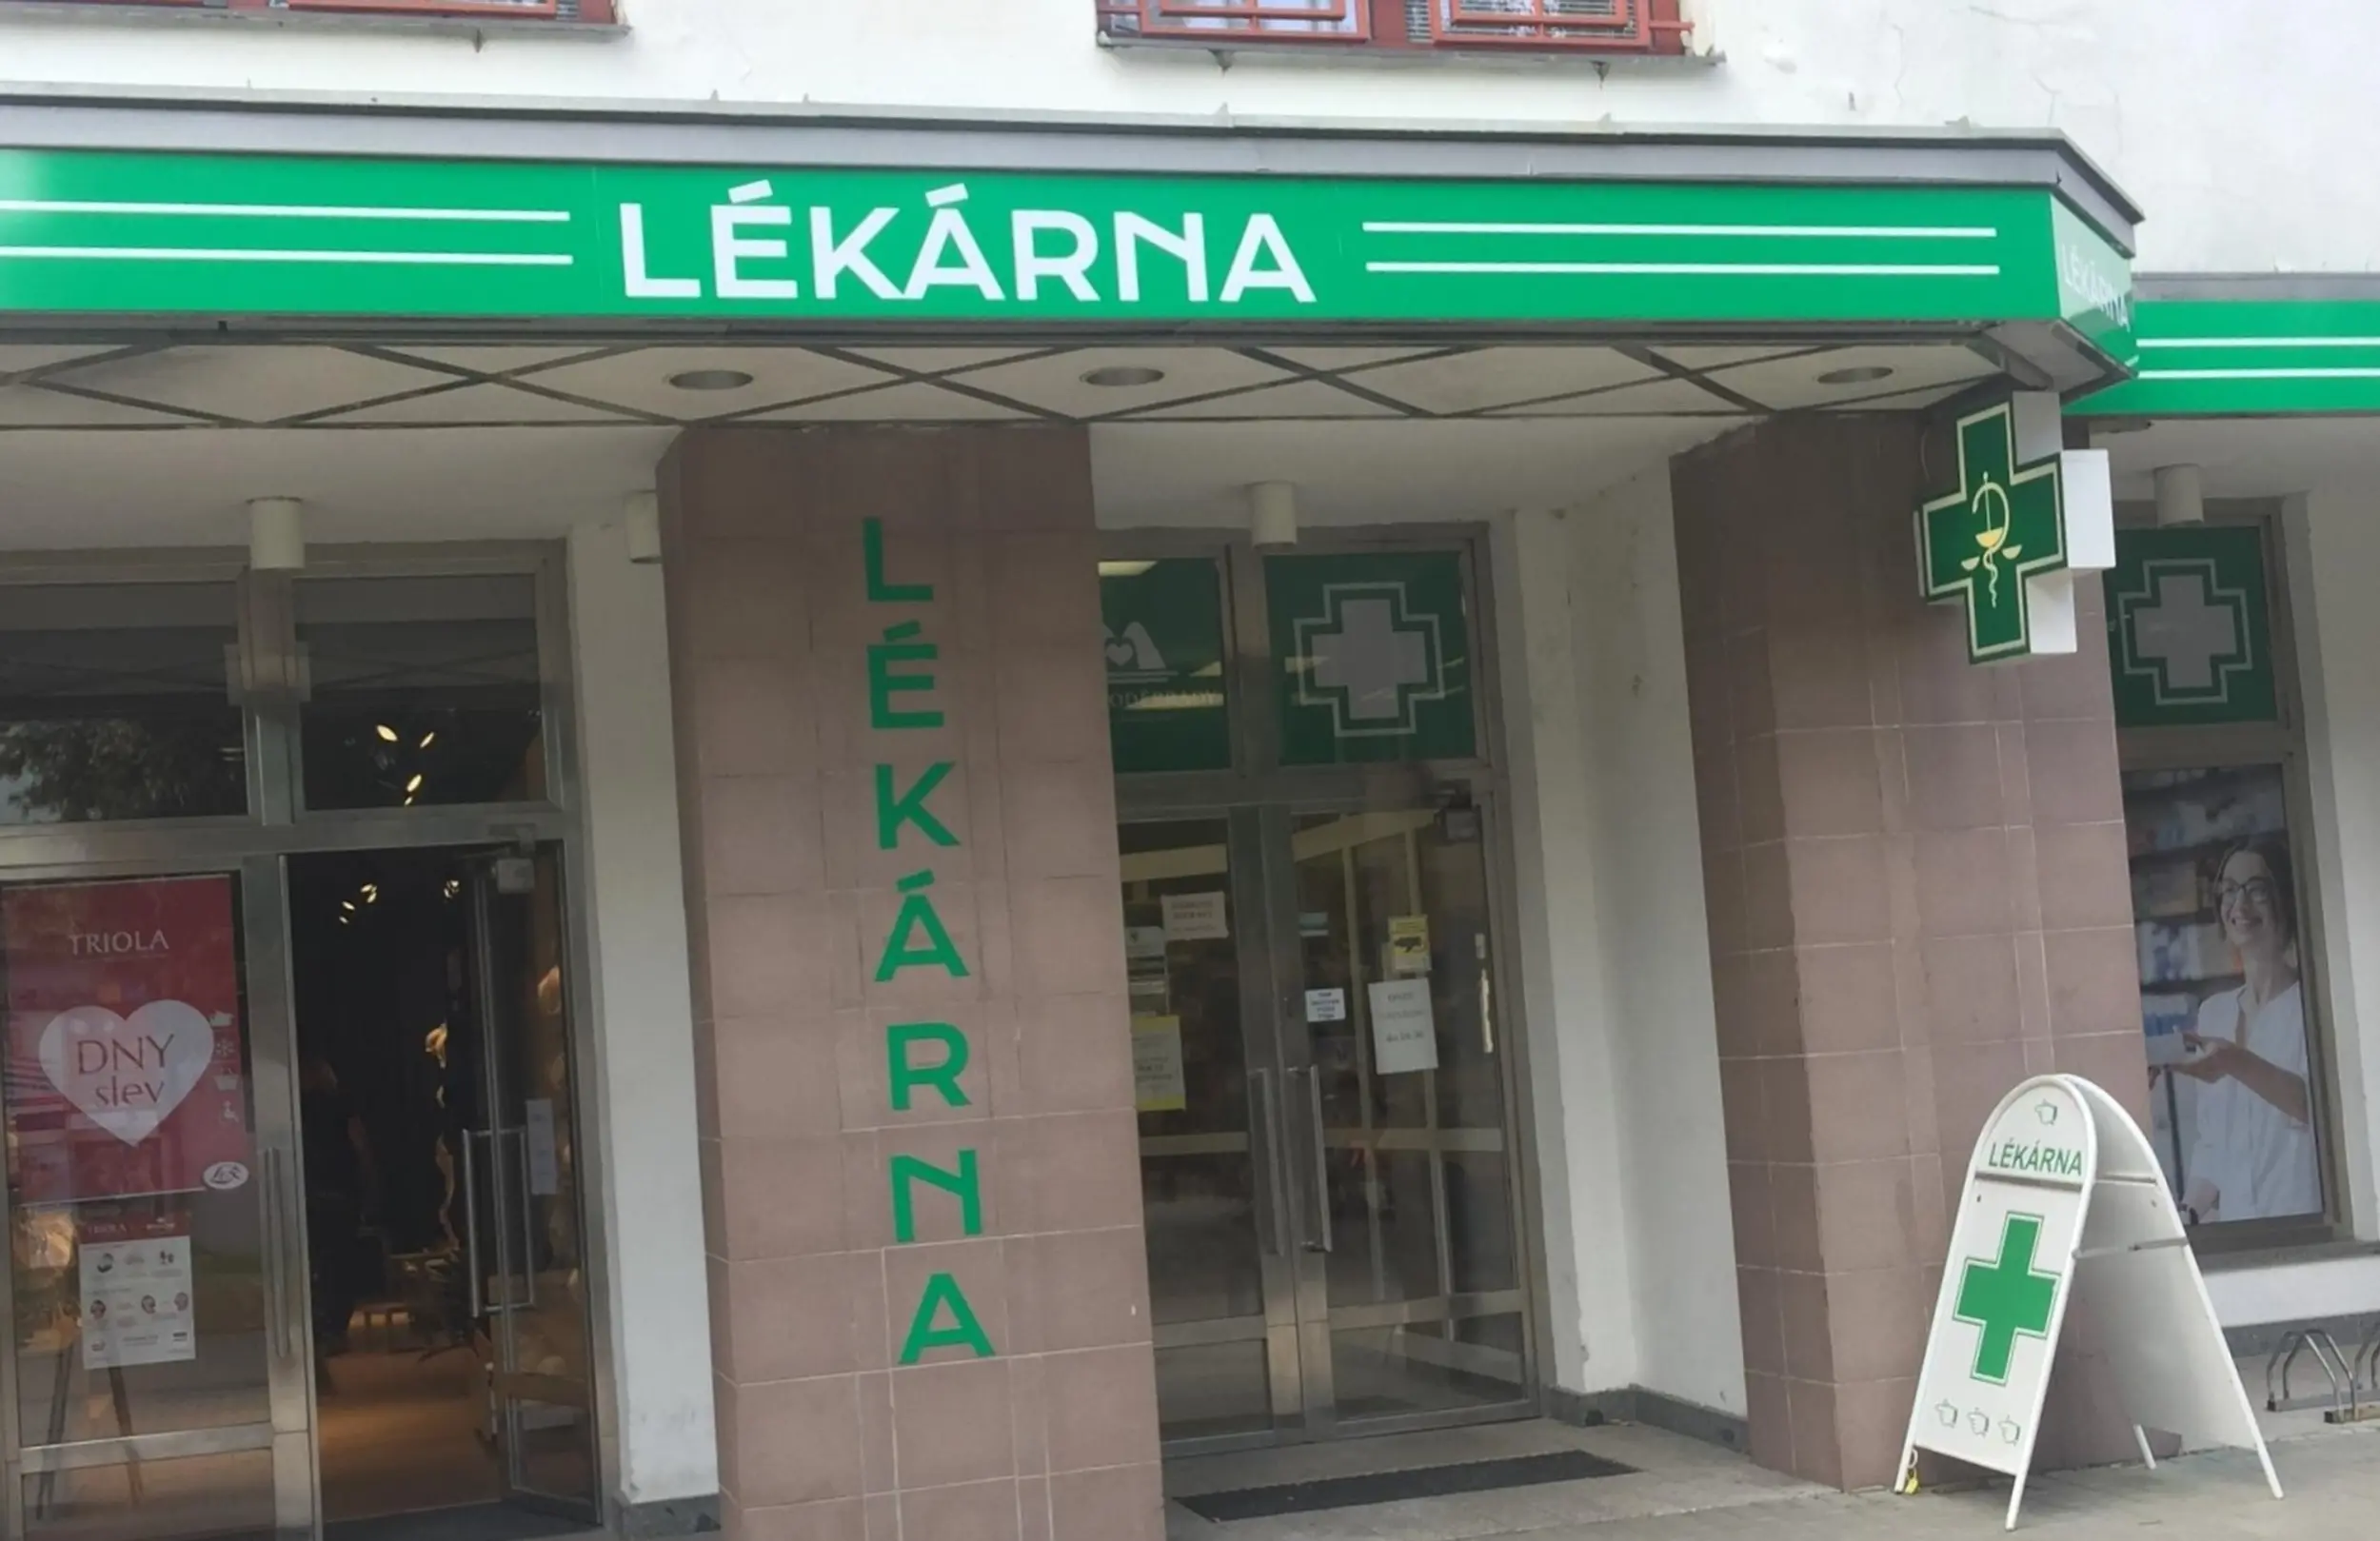 LÉKÁRNA
LÉKÁRNA
LÉKÁRNA
TRIOLA
DNY
slev
TRIOLA
LÉKÁRNA